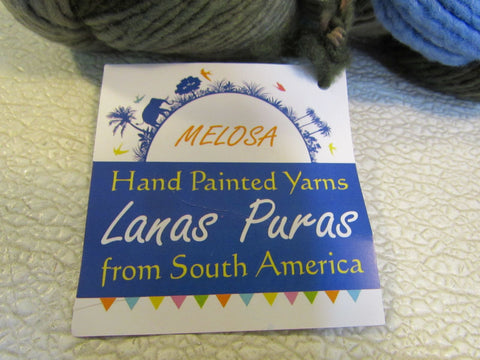 MELOSA
Hand Painted Yarns
Lanas Puras
from South America